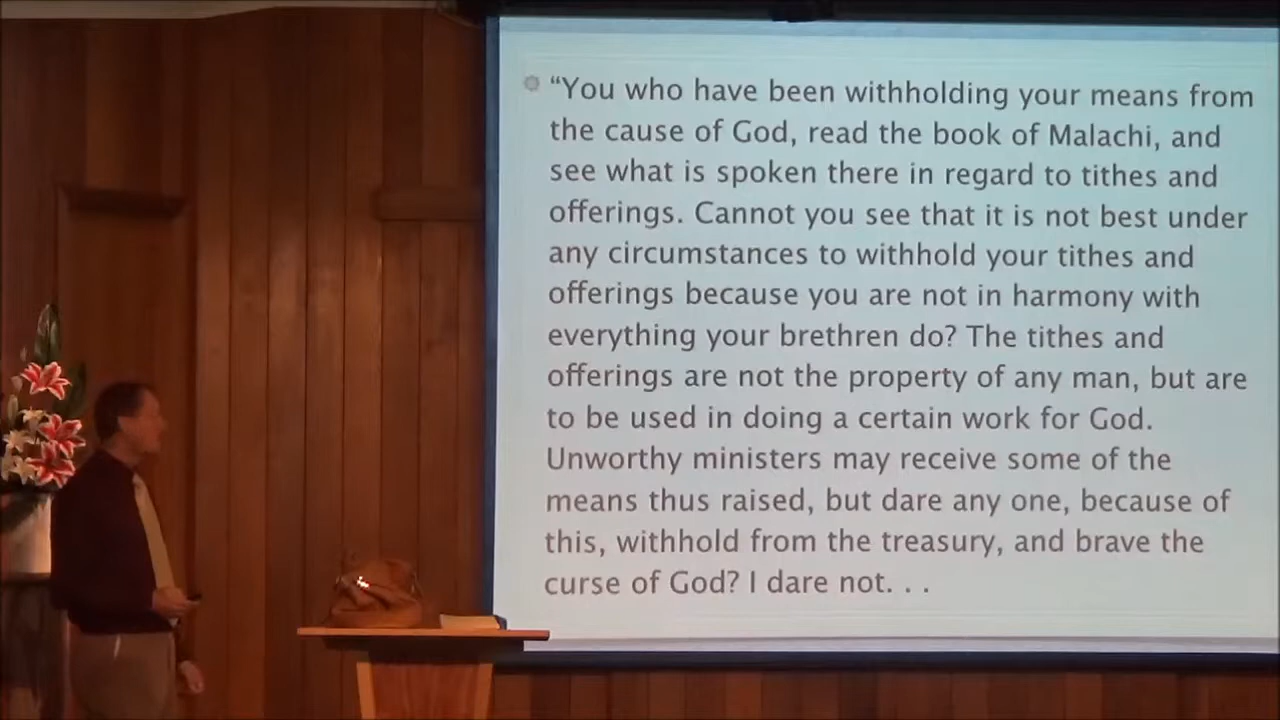 “You who have been withholding your means from
the cause of God, read the book of Malachi, and
see what is spoken there in regard to tithes and
offerings. Cannot you see that it is not best under
any circumstances to withhold your tithes and
offerings because you are not in harmony with
everything your brethren do? The tithes and
offerings are not the property of any man, but are
to be used in doing a certain work for God.
Unworthy ministers may receive some of the
means thus raised, but dare any one, because of
this, withhold from the treasury, and brave the
curse of God? I dare not. . .